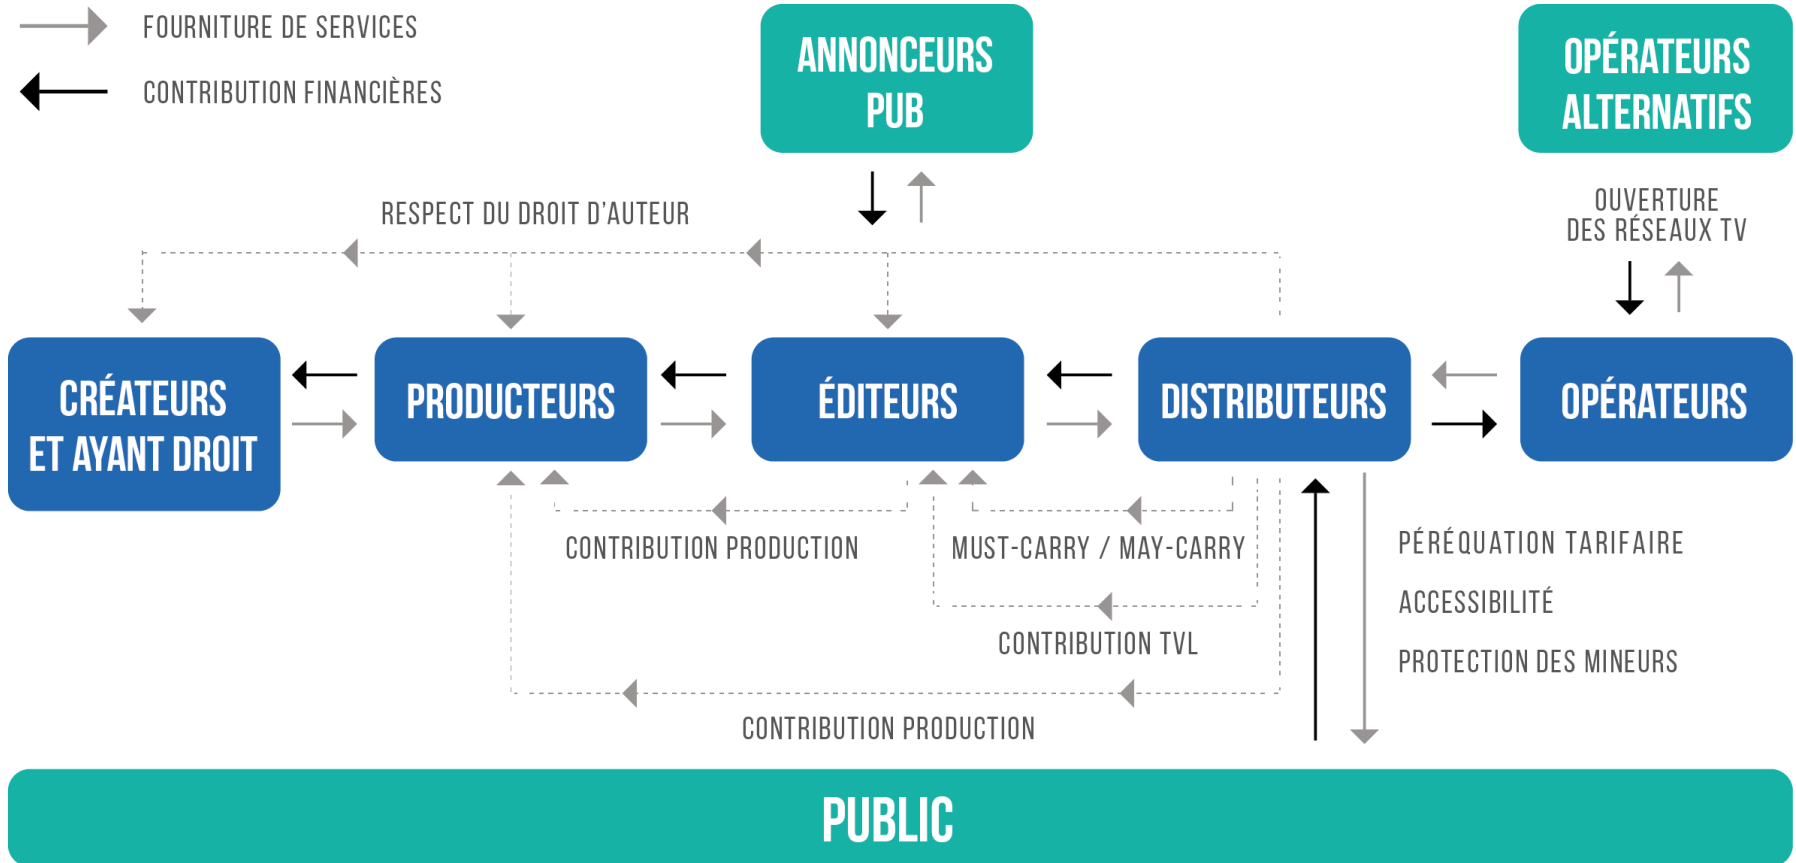 FOURNITURE DE SERVICES
CONTRIBUTION FINANCIÈRES
ANNONCEURS
PUB
OPÉRATEURS
ALTERNATIFS
RESPECT DU DROIT D'AUTEUR
OUVERTURE
DES RÉSEAUX TV
CRÉATEURS
ET AYANT DROIT
PRODUCTEURS
ÉDITEURS
DISTRIBUTEURS
OPÉRATEURS
CONTRIBUTION PRODUCTION
MUST-CARRY / MAY-CARRY
CONTRIBUTION TVL
CONTRIBUTION PRODUCTION
PÉRÉQUATION TARIFAIRE
ACCESSIBILITÉ
PROTECTION DES MINEURS
PUBLIC